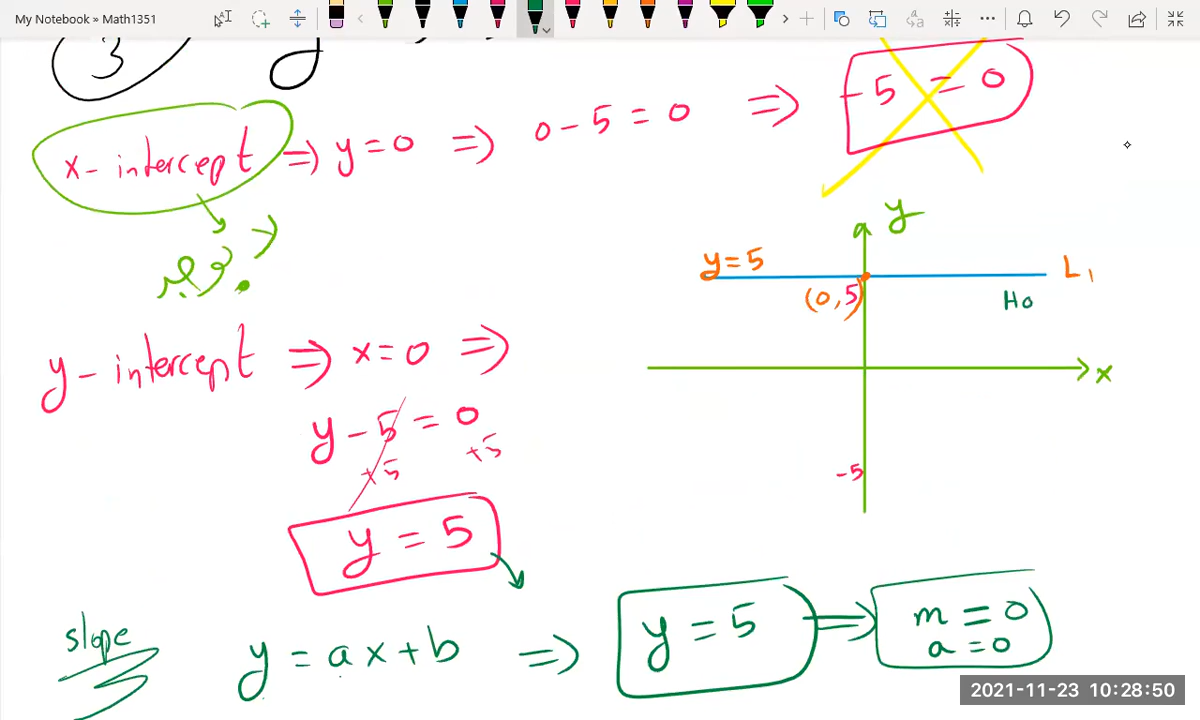 My Notebook » Math1351
3 y
x- intercept => y=0 => 0-5=0 => -5=0
y
y=5 L1
(0,5) Ho
y-intercept => x=0 =>
x
y-5=0
+5 +5
-5
y=5
slope y=ax+b => y=5 => m=0
a=0
2021-11-23 10:28:50